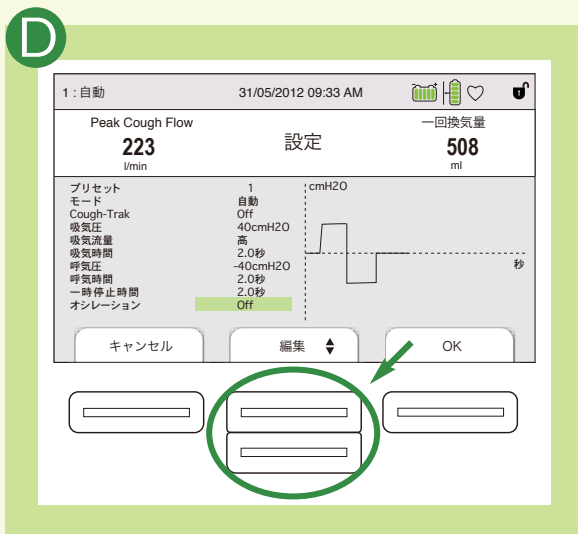 D
1：自動 31/05/2012 09:33 AM
Peak Cough Flow 一回換気量
223 設定 508
l/min ml
プリセット 1 cmH2O
モード 自動
Cough-Trak Off
吸気圧 40cmH2O
吸気流量 高
吸気時間 2.0秒
呼気圧 -40cmH2O 秒
呼気時間 2.0秒
一時停止時間 2.0秒
オシレーション Off
キャンセル 編集 OK